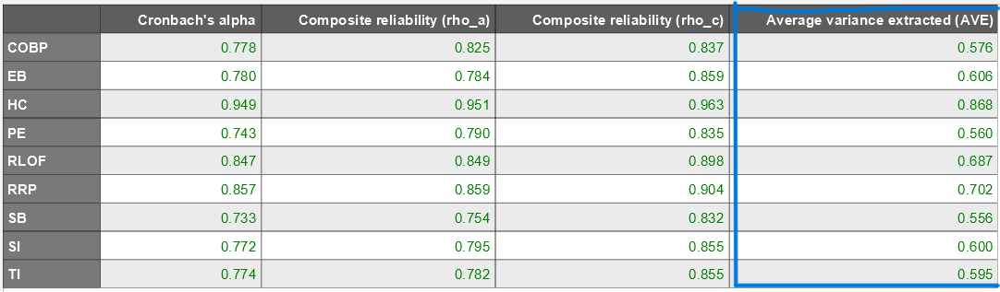 Cronbach's alpha Composite reliability (rho_a) Composite reliability (rho_c) Average variance extracted (AVE)
COBP 0.778 0.825 0.837 0.576
EB 0.780 0.784 0.859 0.606
HC 0.949 0.951 0.963 0.868
PE 0.743 0.790 0.835 0.560
RLOF 0.847 0.849 0.898 0.687
RRP 0.857 0.859 0.904 0.702
SB 0.733 0.754 0.832 0.556
SI 0.772 0.795 0.855 0.600
TI 0.774 0.782 0.855 0.595